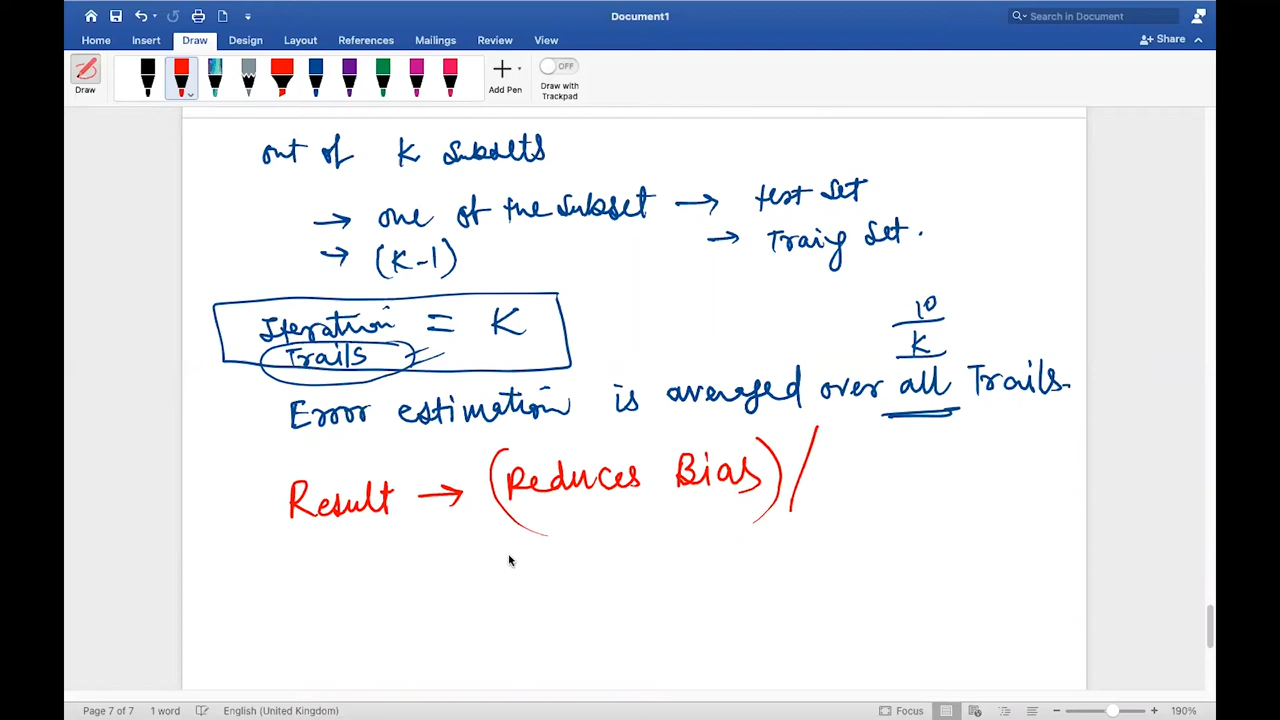 Document1
Search in Document
Home Insert Draw Design Layout References Mailings Review View
Share
Draw
Add Pen
OFF
Draw with Trackpad
out of K Subsets
→ one of the subset → test set
→ (K-1) → Traing Set.
Iteration = K
Trails
10
K
Error estimation is averaged over all Trails.
Result → (Reduces Bias) /
Page 7 of 7 1 word English (United Kingdom) Focus 190%